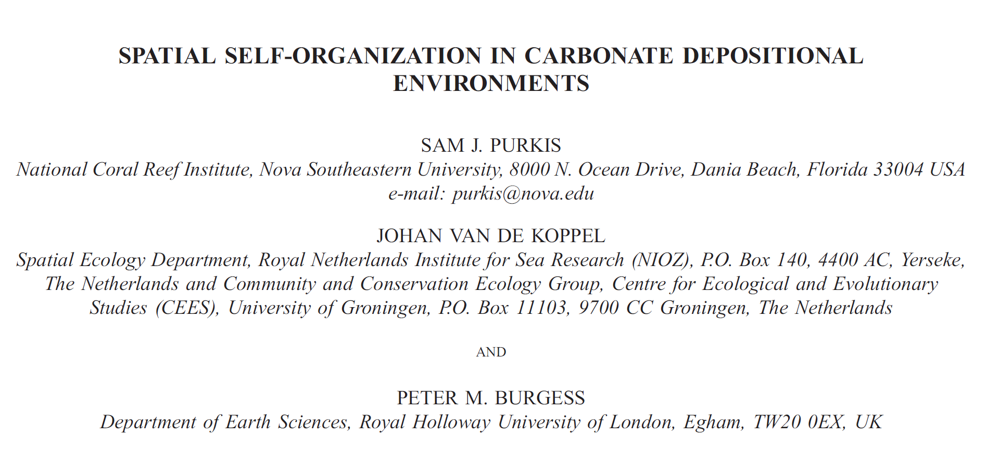 SPATIAL SELF-ORGANIZATION IN CARBONATE DEPOSITIONAL
ENVIRONMENTS
SAM J. PURKIS
National Coral Reef Institute, Nova Southeastern University, 8000 N. Ocean Drive, Dania Beach, Florida 33004 USA
e-mail: purkis@nova.edu
JOHAN VAN DE KOPPEL
Spatial Ecology Department, Royal Netherlands Institute for Sea Research (NIOZ), P.O. Box 140, 4400 AC, Yerseke,
The Netherlands and Community and Conservation Ecology Group, Centre for Ecological and Evolutionary
Studies (CEES), University of Groningen, P.O. Box 11103, 9700 CC Groningen, The Netherlands
AND
PETER M. BURGESS
Department of Earth Sciences, Royal Holloway University of London, Egham, TW20 0EX, UK